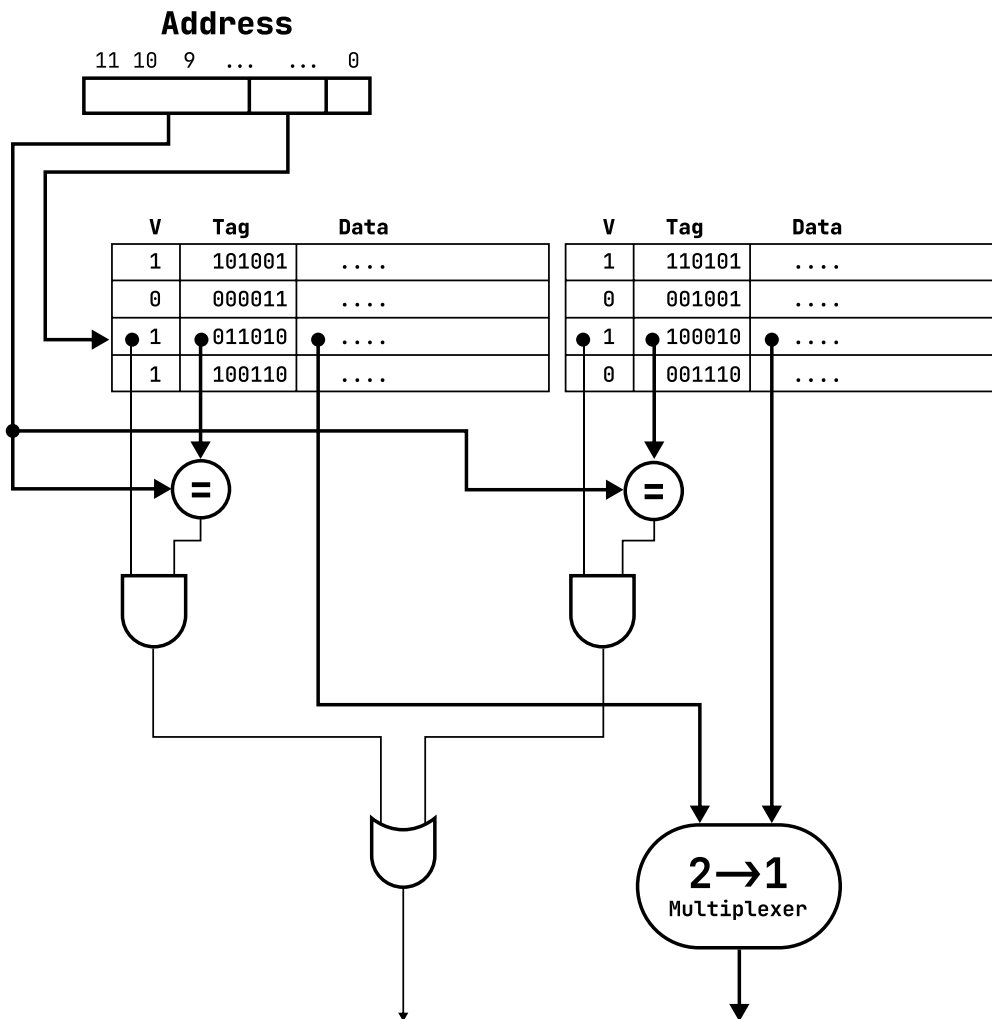 Address
11 10 9 ... ... 0
V Tag Data V Tag Data
1 101001 .... 1 110101 ....
0 000011 .... 0 001001 ....
1 011010 .... 1 100010 ....
1 100110 .... 0 001110 ....
= =
2→1
Multiplexer